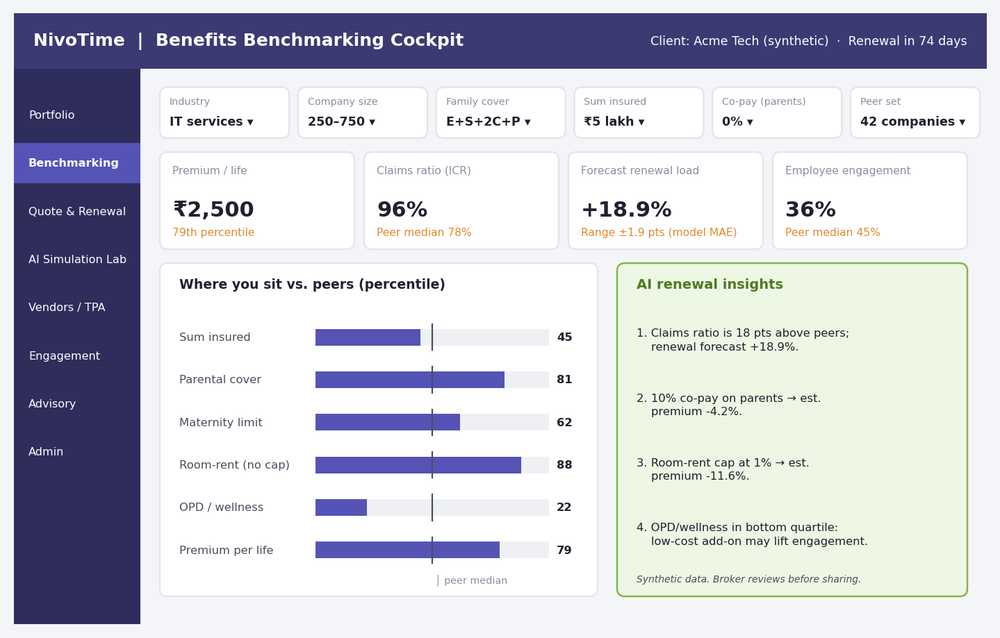 NivoTime | Benefits Benchmarking Cockpit
Client: Acme Tech (synthetic) · Renewal in 74 days
Portfolio
Benchmarking
Quote & Renewal
AI Simulation Lab
Vendors / TPA
Engagement
Advisory
Admin
Industry
IT services ▾
Company size
250–750 ▾
Family cover
E+S+2C+P ▾
Sum insured
₹5 lakh ▾
Co-pay (parents)
0% ▾
Peer set
42 companies ▾
Premium / life
₹2,500
79th percentile
Claims ratio (ICR)
96%
Peer median 78%
Forecast renewal load
+18.9%
Range ±1.9 pts (model MAE)
Employee engagement
36%
Peer median 45%
Where you sit vs. peers (percentile)
Sum insured 45
Parental cover 81
Maternity limit 62
Room-rent (no cap) 88
OPD / wellness 22
Premium per life 79
| peer median
AI renewal insights
1. Claims ratio is 18 pts above peers;
renewal forecast +18.9%.
2. 10% co-pay on parents → est.
premium -4.2%.
3. Room-rent cap at 1% → est.
premium -11.6%.
4. OPD/wellness in bottom quartile:
low-cost add-on may lift engagement.
Synthetic data. Broker reviews before sharing.